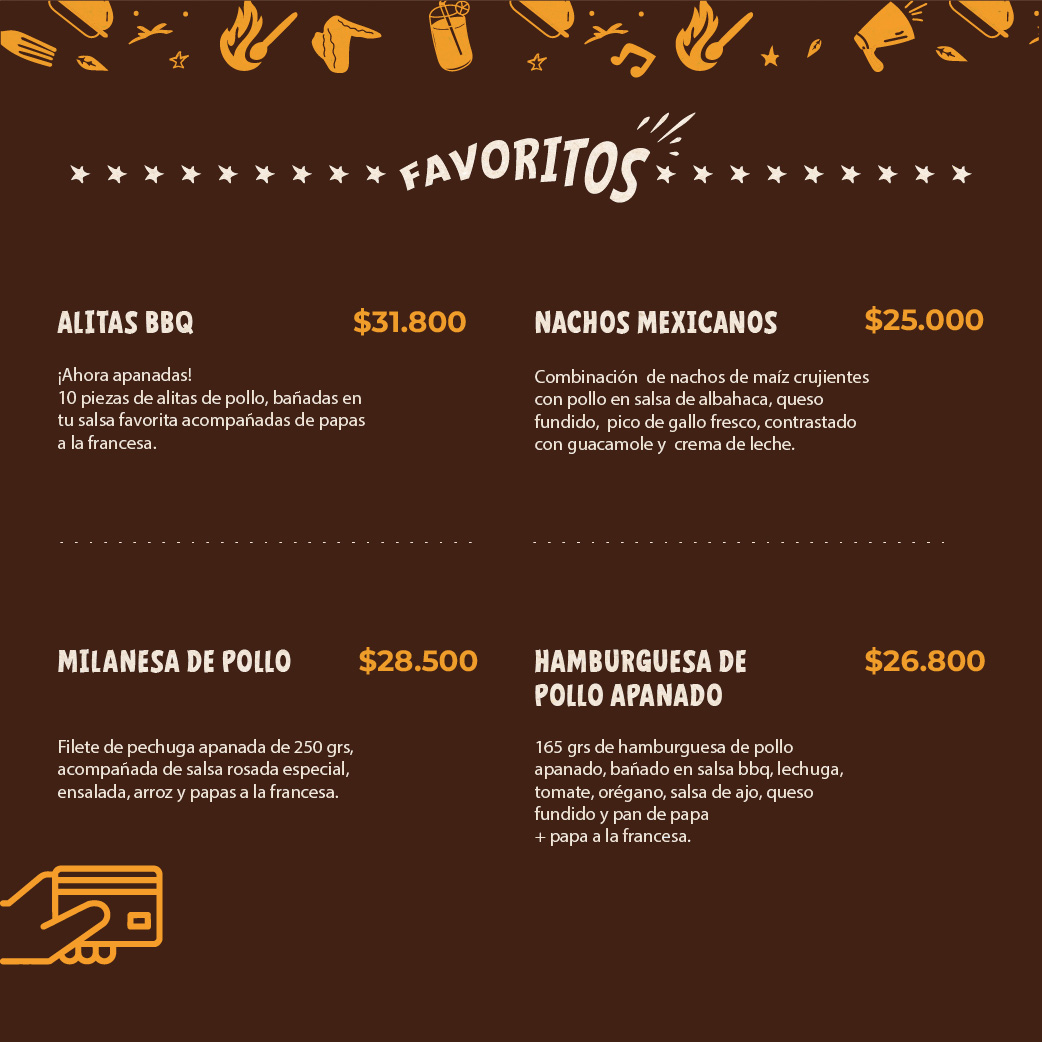 FAVORITOS
ALITAS BBQ
$31.800
¡Ahora apanadas!
10 piezas de alitas de pollo, bañadas en
tu salsa favorita acompañadas de papas
a la francesa.
NACHOS MEXICANOS
$25.000
Combinación  de nachos de maíz crujientes
con pollo en salsa de albahaca, queso
fundido,  pico de gallo fresco, contrastado
con guacamole y  crema de leche.
MILANESA DE POLLO
$28.500
Filete de pechuga apanada de 250 grs,
acompañada de salsa rosada especial,
ensalada, arroz y papas a la francesa.
HAMBURGUESA DE
POLLO APANADO
$26.800
165 grs de hamburguesa de pollo
apanado, bañado en salsa bbq, lechuga,
tomate, orégano, salsa de ajo, queso
fundido y pan de papa
+ papa a la francesa.